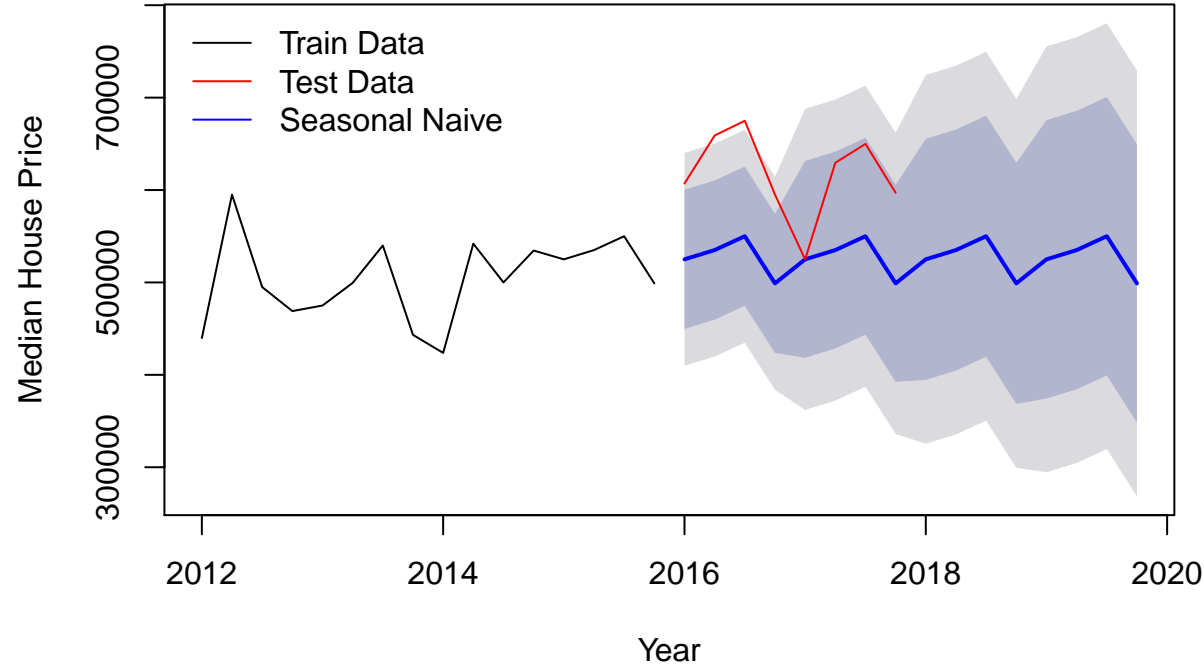 Train Data
Test Data
Seasonal Naive
Median House Price
700000
500000
300000
2012 2014 2016 2018 2020
Year